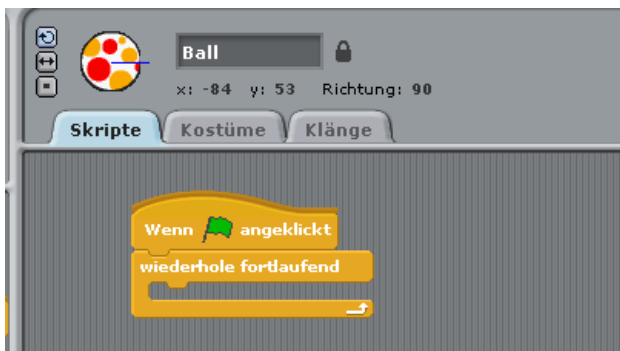 Ball
x: -84 y: 53 Richtung: 90
Skripte Kostüme Klänge
Wenn angeklickt
wiederhole fortlaufend